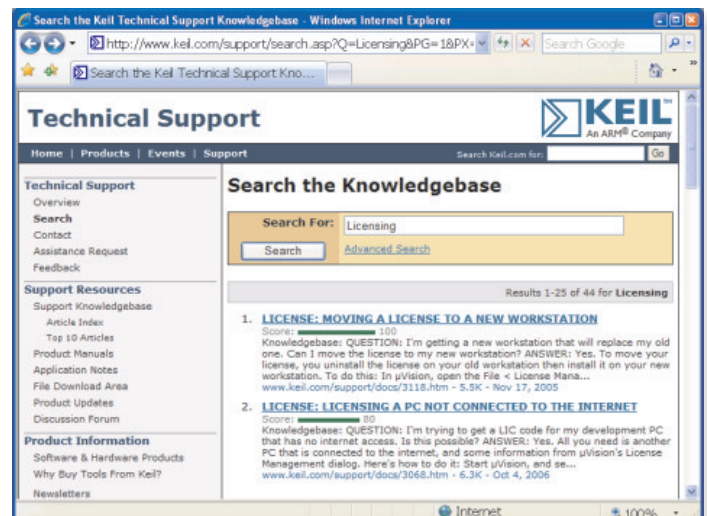 Search the Keil Technical Support Knowledgebase - Windows Internet Explorer
http://www.keil.com/support/search.asp?Q=Licensing&PG=1&PX=
Search Google
Search the Keil Technical Support Kno...
Technical Support
KEIL™
An ARM® Company
Home | Products | Events | Support
Search Keil.com for:
Go
Technical Support
Overview
Search
Contact
Assistance Request
Feedback
Support Resources
Support Knowledgebase
Article Index
Top 10 Articles
Product Manuals
Application Notes
File Download Area
Product Updates
Discussion Forum
Product Information
Software & Hardware Products
Why Buy Tools From Keil?
Newsletters
Search the Knowledgebase
Search For:
Licensing
Search
Advanced Search
Results 1-25 of 44 for Licensing
1. LICENSE: MOVING A LICENSE TO A NEW WORKSTATION
Score: 100
Knowledgebase: QUESTION: I'm getting a new workstation that will replace my old
one. Can I move the license to my new workstation? ANSWER: Yes. To move your
license, you uninstall the license on your old workstation then install it on your new
workstation. To do this: In µVision, open the File < License Mana...
www.keil.com/support/docs/3118.htm - 5.5K - Nov 17, 2005
2. LICENSE: LICENSING A PC NOT CONNECTED TO THE INTERNET
Score: 80
Knowledgebase: QUESTION: I'm trying to get a LIC code for my development PC
that has no internet access. Is this possible? ANSWER: Yes. All you need is another
PC that is connected to the internet, and some information from µVision's License
Management dialog. Here's how to do it: Start µVision, and se...
www.keil.com/support/docs/3068.htm - 6.3K - Oct 4, 2006
Internet
100%